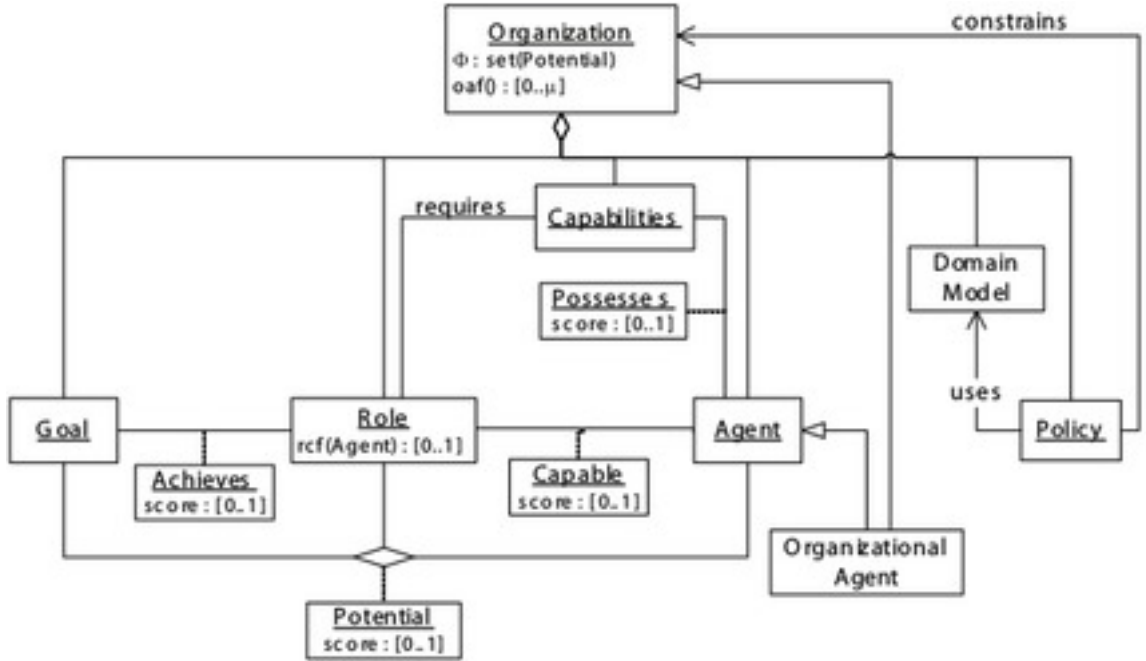 Organization
Φ : set(Potential)
oaf() : [0..μ]
constrains
requires
Capabilities
Domain
Model
Possesses
score : [0..1]
uses
Goal
Role
rcf(Agent) : [0..1]
Agent
Policy
Achieves
score : [0..1]
Capable
score : [0..1]
Organizational
Agent
Potential
score : [0..1]